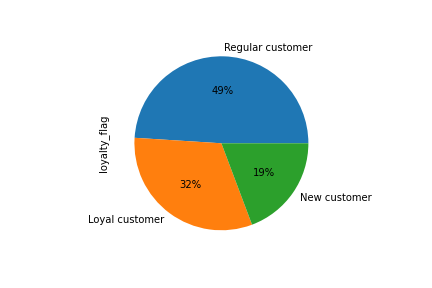 Regular customer
49%
loyalty_flag
32%
19%
New customer
Loyal customer